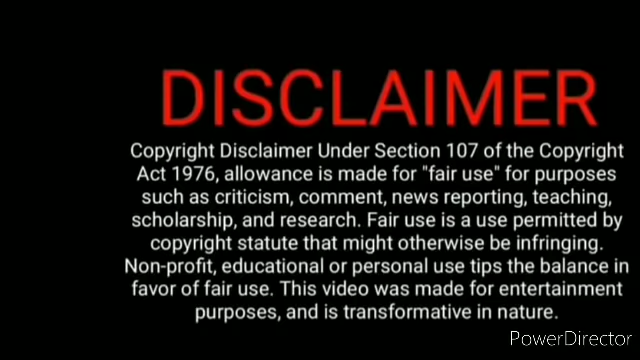 DISCLAIMER
Copyright Disclaimer Under Section 107 of the Copyright
Act 1976, allowance is made for "fair use" for purposes
such as criticism, comment, news reporting, teaching,
scholarship, and research. Fair use is a use permitted by
copyright statute that might otherwise be infringing.
Non-profit, educational or personal use tips the balance in
favor of fair use. This video was made for entertainment
purposes, and is transformative in nature.
PowerDirector